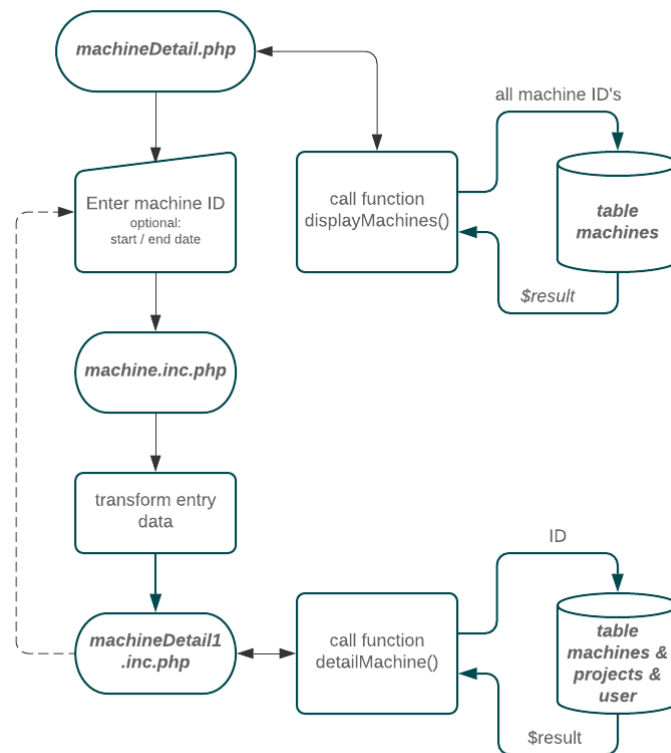 machineDetail.php
all machine ID's
Enter machine ID
optional:
start / end date
call function
displayMachines()
table
machines
$result
machine.inc.php
transform entry
data
ID
machineDetail1
.inc.php
call function
detailMachine()
table
machines &
projects &
user
$result